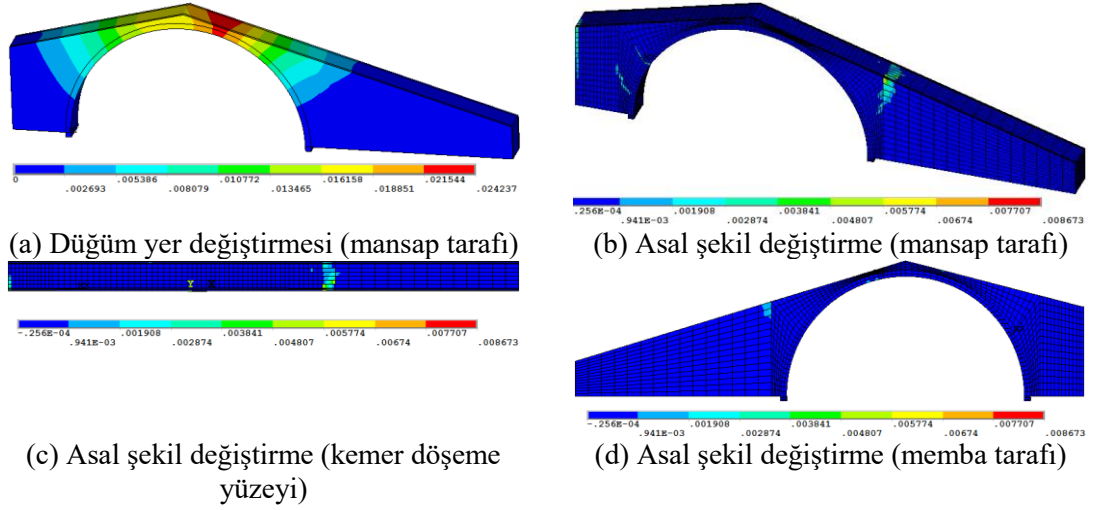 0 .005386 .010772 .016158 .021544
.002693 .008079 .013465 .018851 .024237
(a) Düğüm yer değiştirmesi (mansap tarafı)
.256E-04 .001908 .003841 .005774 .007707
.941E-03 .002874 .004807 .00674 .008673
(b) Asal şekil değiştirme (mansap tarafı)
Y
-.256E-04 .001908 .003841 .005774 .007707
.941E-03 .002874 .004807 .00674 .008673
(c) Asal şekil değiştirme (kemer döşeme
yüzeyi)
-.256E-04 .001908 .003841 .005774 .007707
.941E-03 .002874 .004807 .00674 .008673
(d) Asal şekil değiştirme (memba tarafı)